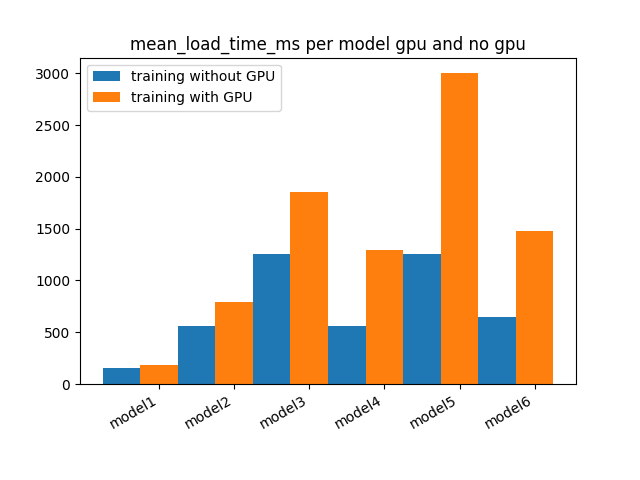 mean_load_time_ms per model gpu and no gpu
training without GPU
training with GPU
3000
2500
2000
1500
1000
500
0
model1
model2
model3
model4
model5
model6